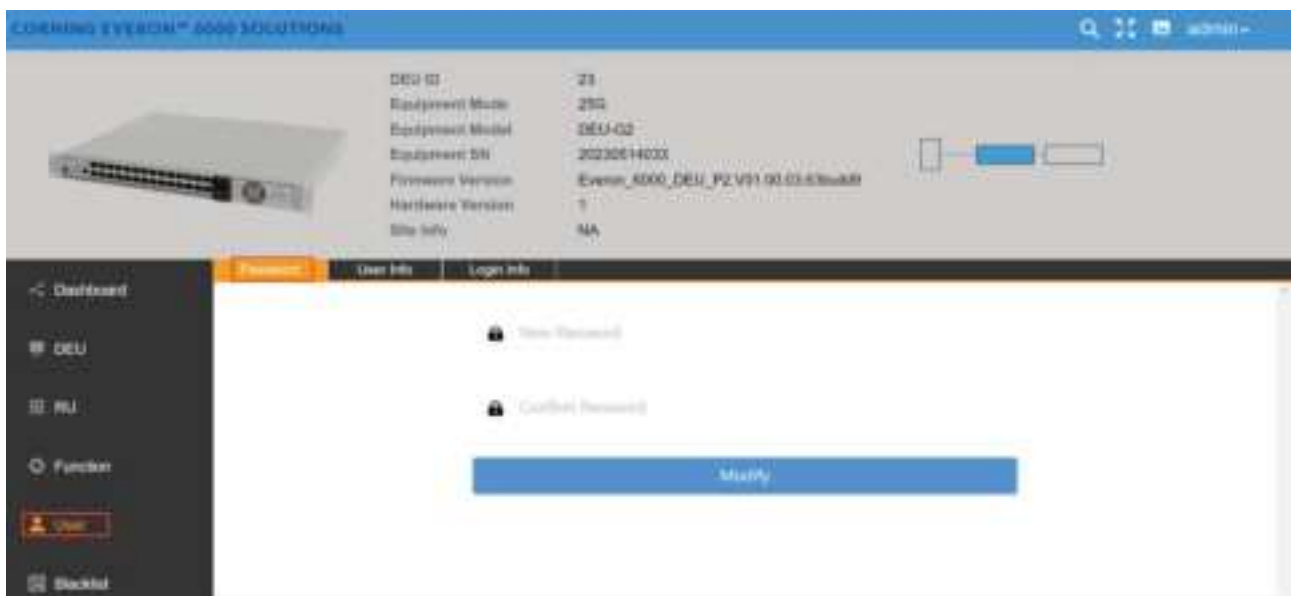 CORNING EVERON™ 6000 SOLUTIONS
admin
DEU ID 23
Equipment Mode 25G
Equipment Model DEU-G2
Equipment SN
Firmware Version
Hardware Version 1
Site Info NA
Password User Info Login Info
Dashboard
New Password
DEU
Confirm Password
RU
Function
Modify
User
Blacklist